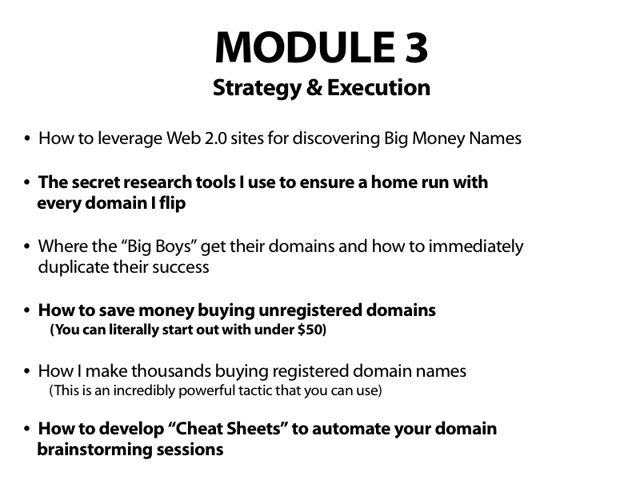 MODULE 3
Strategy & Execution
• How to leverage Web 2.0 sites for discovering Big Money Names
• The secret research tools I use to ensure a home run with
every domain I flip
• Where the “Big Boys” get their domains and how to immediately
duplicate their success
• How to save money buying unregistered domains
(You can literally start out with under $50)
• How I make thousands buying registered domain names
(This is an incredibly powerful tactic that you can use)
• How to develop “Cheat Sheets” to automate your domain
brainstorming sessions